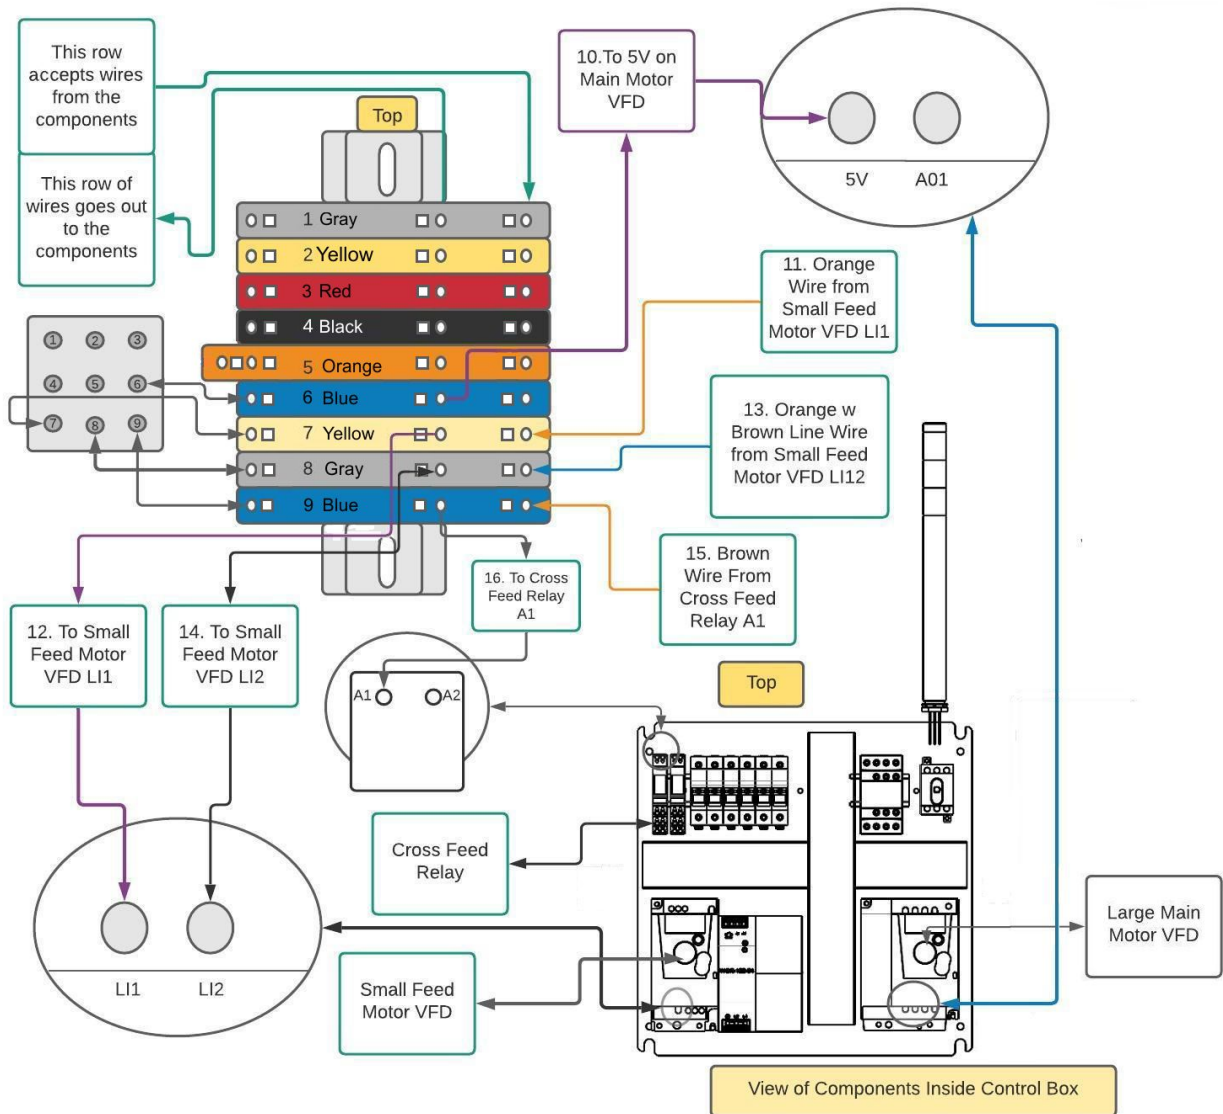 This row
accepts wires
from the
components
This row of
wires goes out
to the
components
Top
10.To 5V on
Main Motor
VFD
5V
A01
1 Gray
2 Yellow
3 Red
4 Black
5 Orange
6 Blue
7 Yellow
8 Gray
9 Blue
1
2
3
4
5
6
7
8
9
11. Orange
Wire from
Small Feed
Motor VFD LI1
13. Orange w
Brown Line Wire
from Small Feed
Motor VFD LI12
15. Brown
Wire From
Cross Feed
Relay A1
16. To Cross
Feed Relay
A1
12. To Small
Feed Motor
VFD LI1
14. To Small
Feed Motor
VFD LI2
A1
A2
Top
Cross Feed
Relay
LI1
LI2
Small Feed
Motor VFD
Large Main
Motor VFD
View of Components Inside Control Box